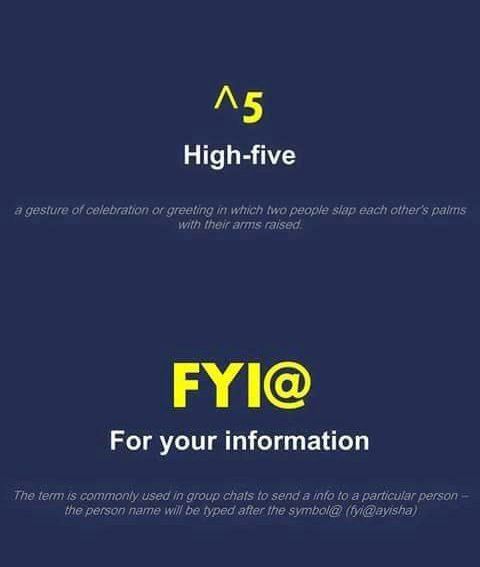 ^5
High-five
a gesture of celebration or greeting in which two people slap each other's palms
with their arms raised.
FYI@
For your information
The term is commonly used in group chats to send a info to a particular person –
the person name will be typed after the symbol@ (fyi@ayisha)